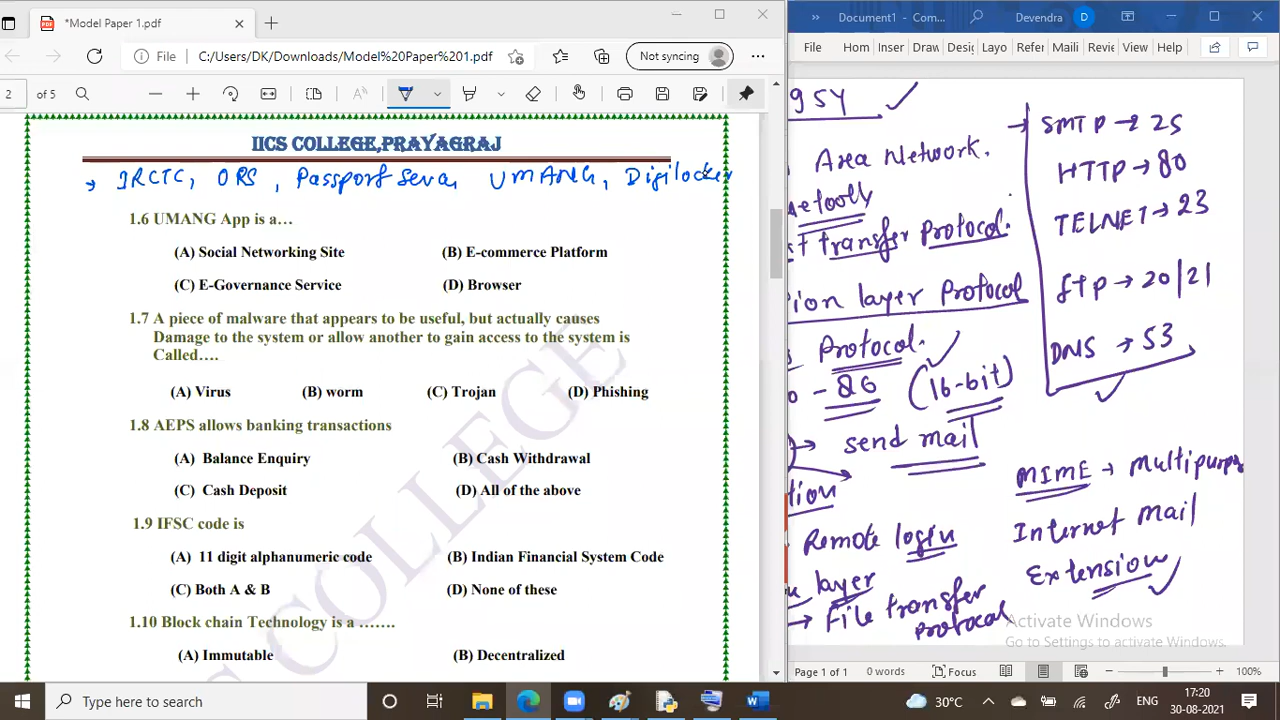 *Model Paper 1.pdf
File C:/Users/DK/Downloads/Model%20Paper%201.pdf Not syncing
2 of 5
IICS COLLEGE,PRAYAGRAJ
→ IRCTC, ORS, Passport Seva, UMANG, Digilocker
1.6 UMANG App is a…
(A) Social Networking Site (B) E-commerce Platform
(C) E-Governance Service (D) Browser
1.7 A piece of malware that appears to be useful, but actually causes
Damage to the system or allow another to gain access to the system is
Called….
(A) Virus (B) worm (C) Trojan (D) Phishing
1.8 AEPS allows banking transactions
(A) Balance Enquiry (B) Cash Withdrawal
(C) Cash Deposit (D) All of the above
1.9 IFSC code is
(A) 11 digit alphanumeric code (B) Indian Financial System Code
(C) Both A & B (D) None of these
1.10 Block chain Technology is a …….
(A) Immutable (B) Decentralized
COLLEGE
Document1 - Com... Devendra D
File Hom Inser Draw Desig Layo Refer Maili Revie View Help
Area Network.
transfer Protocol.
ion layer Protocol
Protocol.
- 86 (16-bit)
→ send mail
tion
Remote login
layer
→ File transfer
Protocol
→ SMTP → 25
HTTP → 80
TELNET → 23
ftp → 20/21
DNS → 53
MIME → Multipurpo
Internet Mail
Extension
Activate Windows
Go to Settings to activate Windows.
Page 1 of 1 0 words Focus 100%
Type here to search 30°C ENG 17:20
30-08-2021